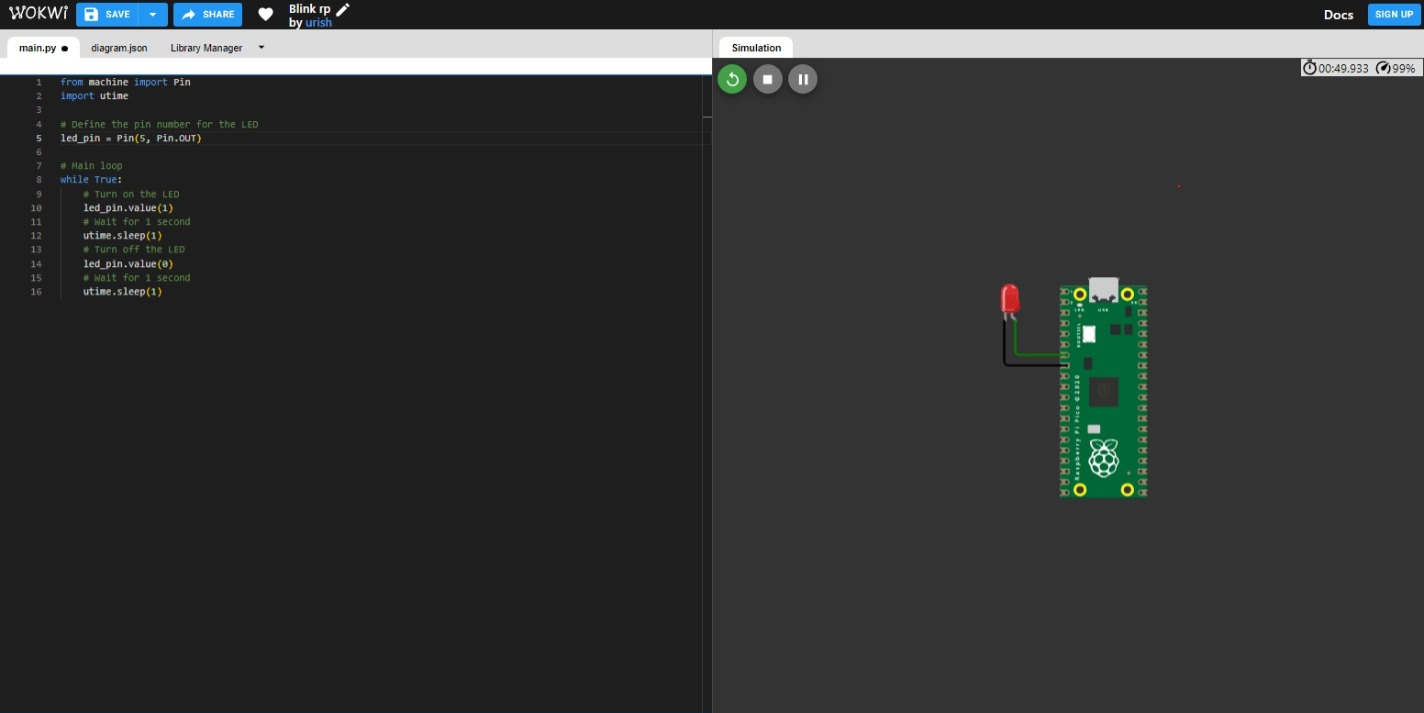 WOKWi
SAVE
SHARE
Blink rp
by urish
Docs
SIGN UP
main.py
diagram.json
Library Manager
Simulation
00:49.933
99%
1 from machine import Pin
2 import utime
3
4 # Define the pin number for the LED
5 led_pin = Pin(5, Pin.OUT)
6
7 # Main loop
8 while True:
9 # Turn on the LED
10 led_pin.value(1)
11 # Wait for 1 second
12 utime.sleep(1)
13 # Turn off the LED
14 led_pin.value(0)
15 # Wait for 1 second
16 utime.sleep(1)
LED
USB
BOOTSEL
Raspberry Pi Pico ©2020